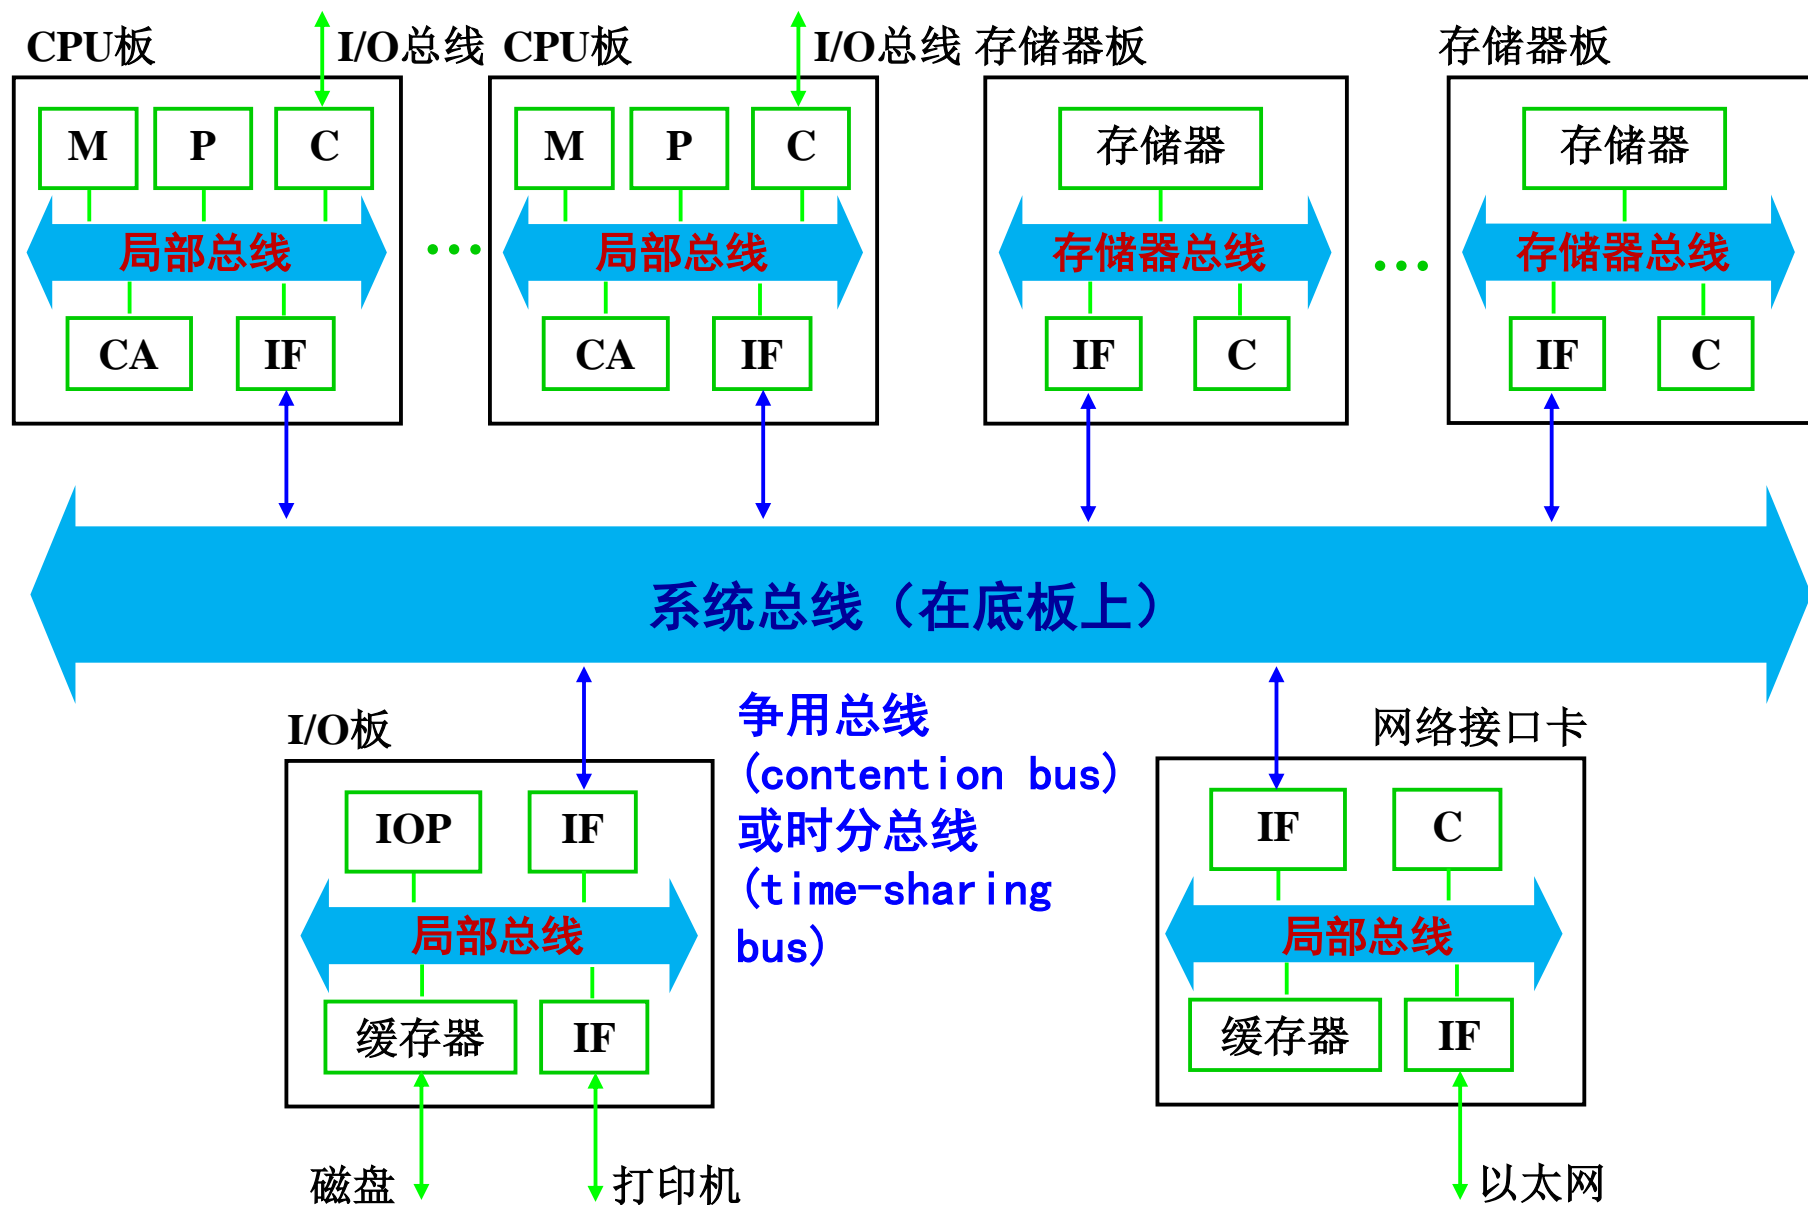 CPU板
I/O总线
CPU板
I/O总线
存储器板
存储器板
M
P
C
M
P
C
存储器
存储器
局部总线
局部总线
存储器总线
存储器总线
CA
IF
CA
IF
IF
C
IF
C
系统总线（在底板上）
I/O板
争用总线
(contention bus)
或时分总线
(time-sharing
bus)
网络接口卡
IOP
IF
IF
C
局部总线
局部总线
缓存器
IF
缓存器
IF
磁盘
打印机
以太网